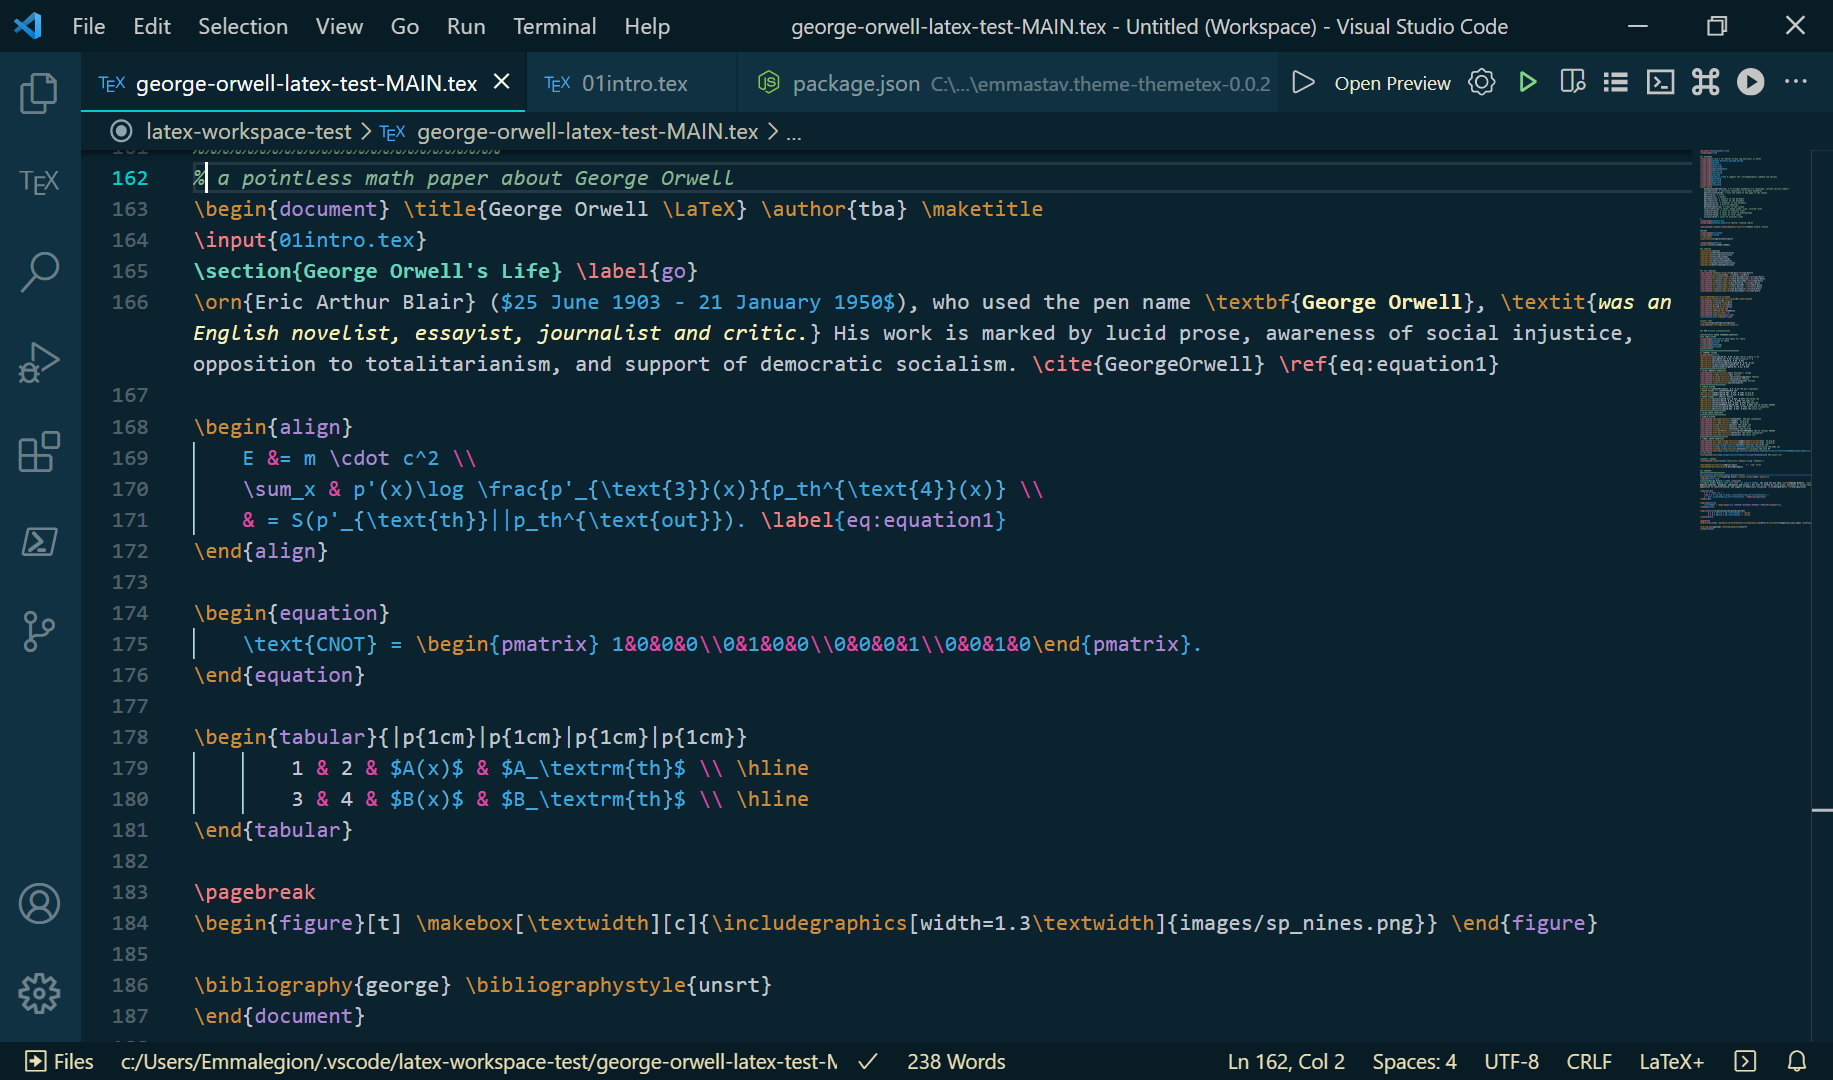 File Edit Selection View Go Run Terminal Help george-orwell-latex-test-MAIN.tex - Untitled (Workspace) - Visual Studio Code
TEX george-orwell-latex-test-MAIN.tex TEX 01intro.tex JS package.json C:\...\emmastav.theme-themetex-0.0.2 Open Preview
latex-workspace-test > TEX george-orwell-latex-test-MAIN.tex > ...
TEX
161 %%%%%%%%%%%%%%%%%%%%%%%%%
162 % a pointless math paper about George Orwell
163 \begin{document} \title{George Orwell \LaTeX} \author{tba} \maketitle
164 \input{01intro.tex}
165 \section{George Orwell's Life} \label{go}
166 \orn{Eric Arthur Blair} ($25 June 1903 - 21 January 1950$), who used the pen name \textbf{George Orwell}, \textit{was an
English novelist, essayist, journalist and critic.} His work is marked by lucid prose, awareness of social injustice,
opposition to totalitarianism, and support of democratic socialism. \cite{GeorgeOrwell} \ref{eq:equation1}
167
168 \begin{align}
169 E &= m \cdot c^2 \\
170 \sum_x & p'(x)\log \frac{p'_{\text{3}}(x)}{p_th^{\text{4}}(x)} \\
171 & = S(p'_{\text{th}}||p_th^{\text{out}}). \label{eq:equation1}
172 \end{align}
173
174 \begin{equation}
175 \text{CNOT} = \begin{pmatrix} 1&0&0&0\\0&1&0&0\\0&0&0&1\\0&0&1&0\end{pmatrix}.
176 \end{equation}
177
178 \begin{tabular}{|p{1cm}|p{1cm}|p{1cm}|p{1cm}}
179 1 & 2 & $A(x)$ & $A_\textrm{th}$ \\ \hline
180 3 & 4 & $B(x)$ & $B_\textrm{th}$ \\ \hline
181 \end{tabular}
182
183 \pagebreak
184 \begin{figure}[t] \makebox[\textwidth][c]{\includegraphics[width=1.3\textwidth]{images/sp_nines.png}} \end{figure}
185
186 \bibliography{george} \bibliographystyle{unsrt}
187 \end{document}
Files c:/Users/Emmalegion/.vscode/latex-workspace-test/george-orwell-latex-test-M 238 Words Ln 162, Col 2 Spaces: 4 UTF-8 CRLF LaTeX+